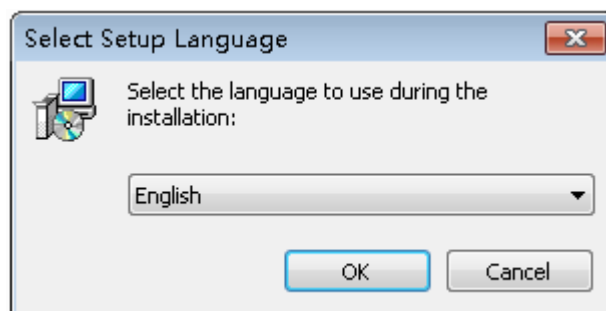 Select Setup Language
Select the language to use during the
installation:
English
OK
Cancel